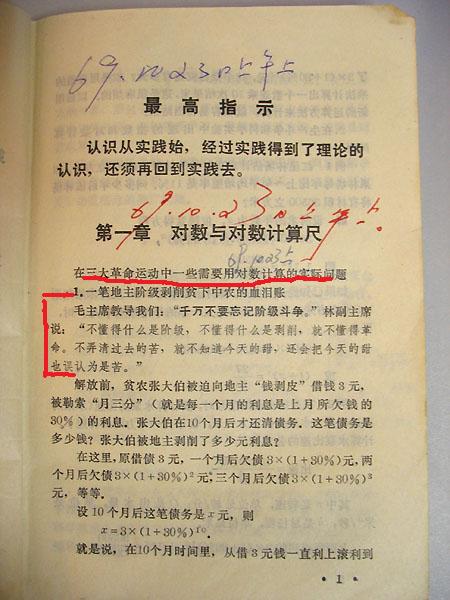 69.10.23日上午上
最高指示
认识从实践始，经过实践得到了理论的
认识，还须再回到实践去。
69.10.23日上午上。
第一章 对数与对数计算尺
69.10.23上
在三大革命运动中一些需要用对数计算的实际问题
1.一笔地主阶级剥削贫下中农的血泪账
毛主席教导我们：“千万不要忘记阶级斗争。”林副主席
说：“不懂得什么是阶级，不懂得什么是剥削，就不懂得革
命。不弄清过去的苦，就不知道今天的甜，还会把今天的甜
也误认为是苦。”
解放前，贫农张大伯被迫向地主“钱剥皮”借钱3元，
被勒索“月三分”（就是每一个月的利息是上月所欠钱的
30%）的利息。张大伯在10个月后才还清债务。这笔债务是
多少钱？张大伯被地主剥削了多少元利息？
在这里，原借债3元，一个月后欠债3×(1+30%)元，两
个月后欠债3×(1+30%)²元，三个月后欠债3×(1+30%)³
元，等等。
设10个月后这笔债务是x元，则
x=3×(1+30%)¹⁰.
就是说，在10个月时间里，从借3元钱一直利上滚利到
·1·